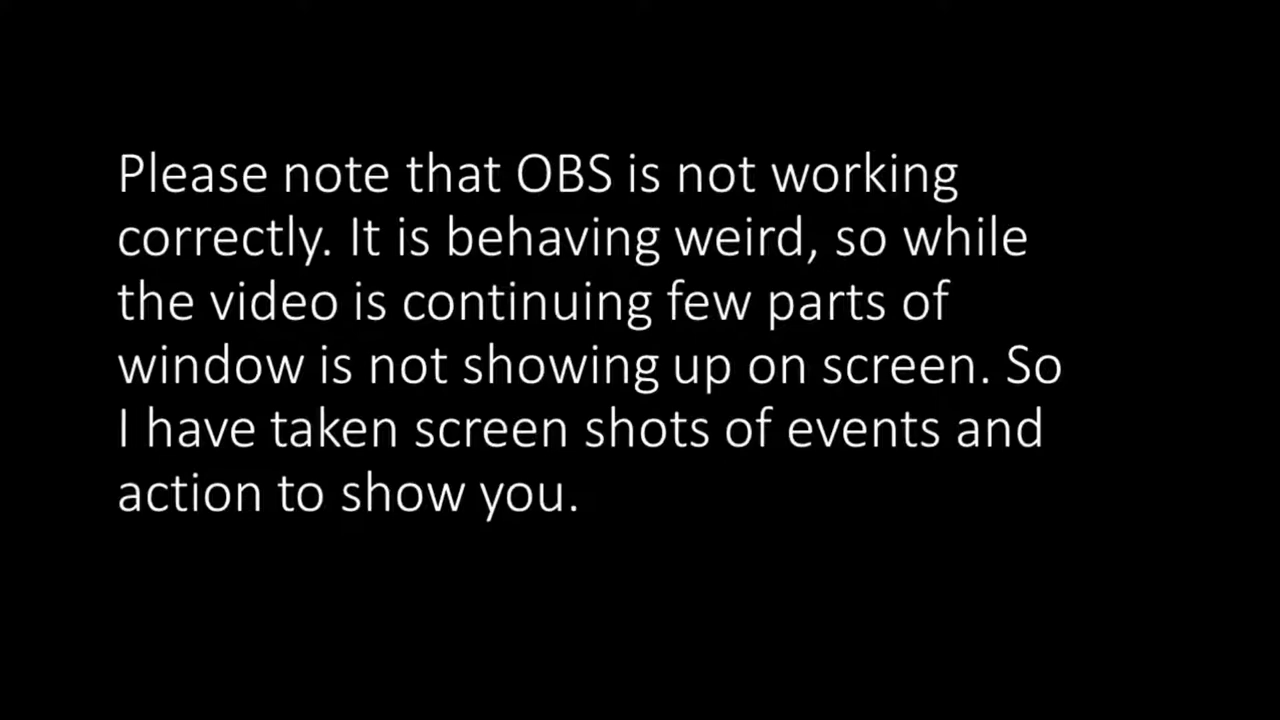 Please note that OBS is not working
correctly. It is behaving weird, so while
the video is continuing few parts of
window is not showing up on screen. So
I have taken screen shots of events and
action to show you.